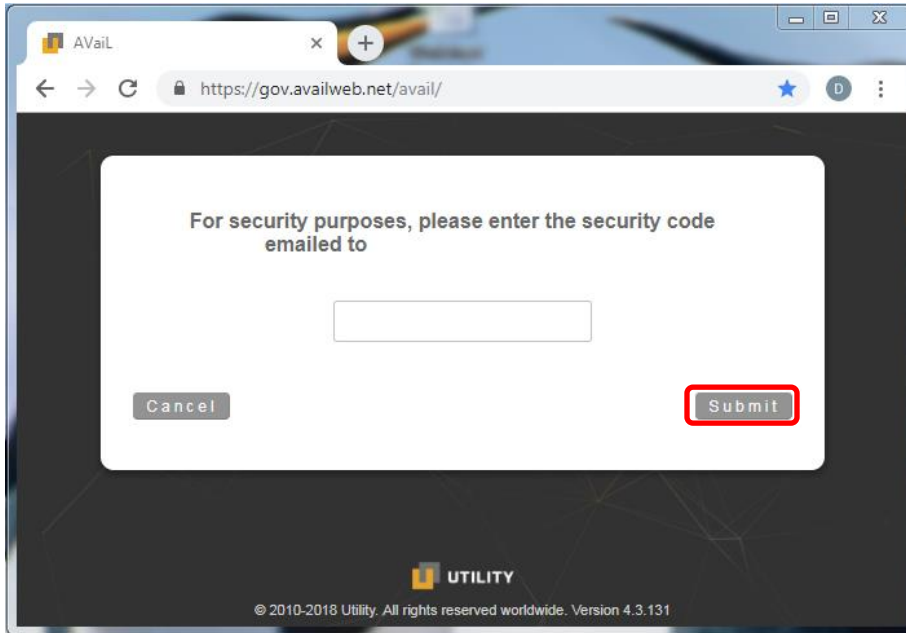 AVaiL
https://gov.availweb.net/avail/
D
For security purposes, please enter the security code
emailed to
Cancel
Submit
UTILITY
© 2010-2018 Utility. All rights reserved worldwide. Version 4.3.131